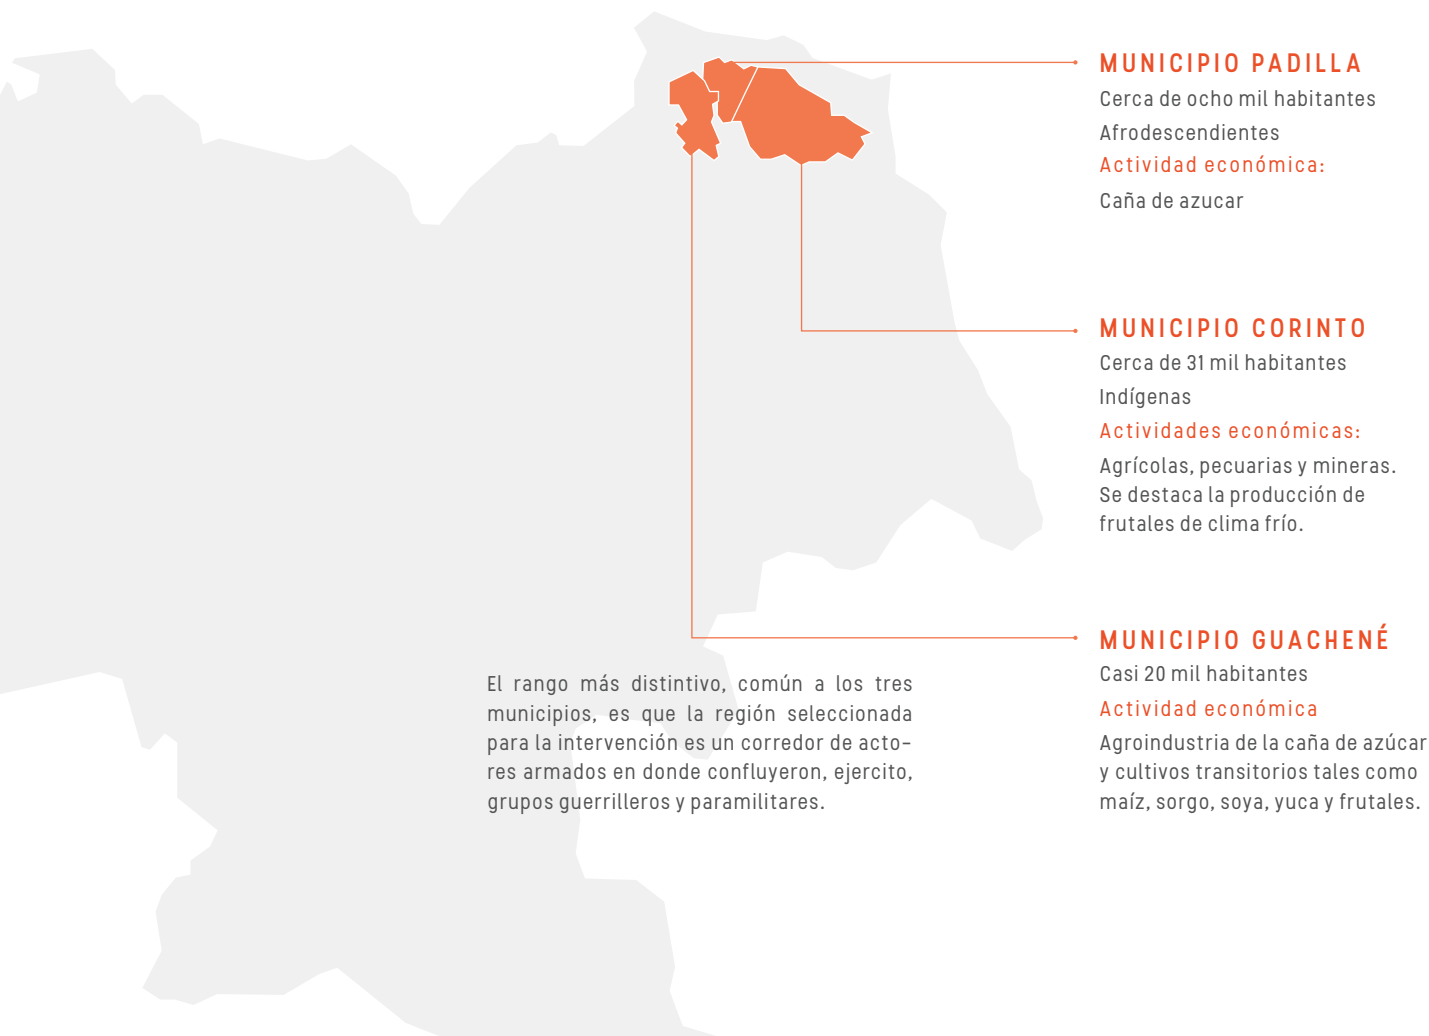 MUNICIPIO PADILLA
Cerca de ocho mil habitantes
Afrodescendientes
Actividad económica:
Caña de azucar
MUNICIPIO CORINTO
Cerca de 31 mil habitantes
Indígenas
Actividades económicas:
Agrícolas, pecuarias y mineras.
Se destaca la producción de
frutales de clima frío.
MUNICIPIO GUACHENÉ
Casi 20 mil habitantes
Actividad económica
Agroindustria de la caña de azúcar
y cultivos transitorios tales como
maíz, sorgo, soya, yuca y frutales.
El rango más distintivo, común a los tres
municipios, es que la región seleccionada
para la intervención es un corredor de acto-
res armados en donde confluyeron, ejercito,
grupos guerrilleros y paramilitares.